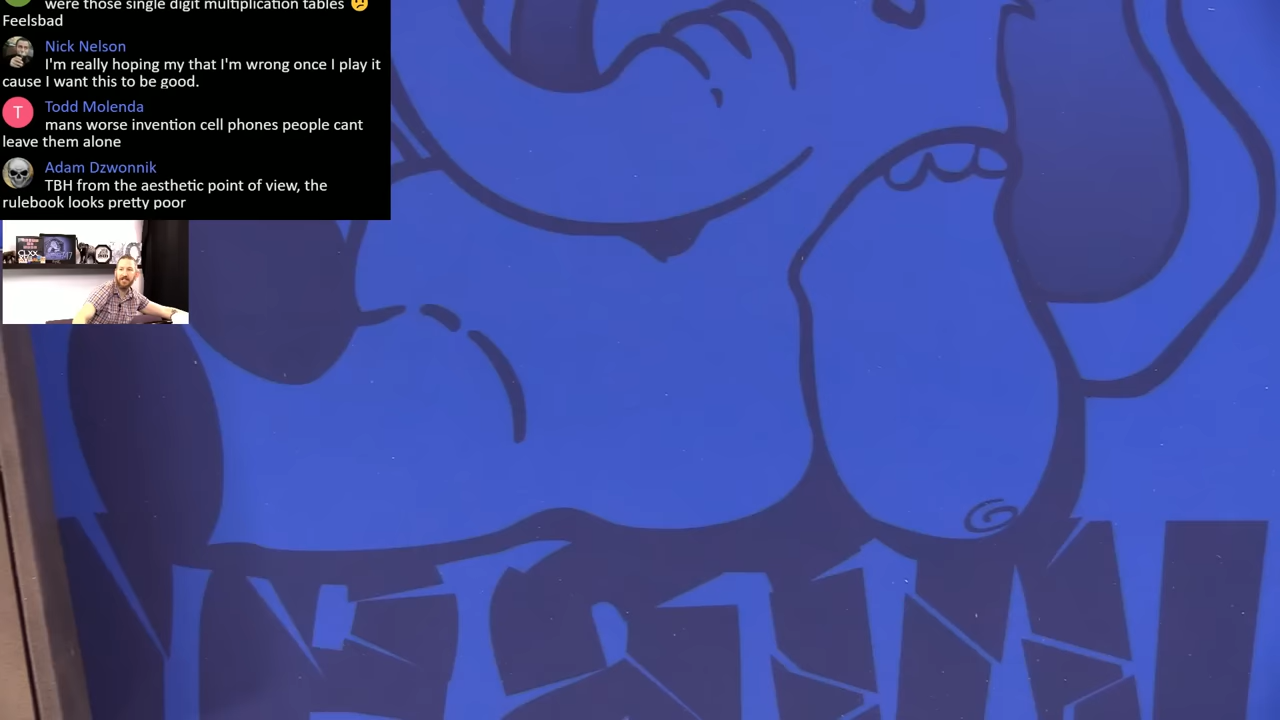 were those single digit multiplication tables 😕
Feelsbad
Nick Nelson
I'm really hoping my that I'm wrong once I play it
cause I want this to be good.
T
Todd Molenda
mans worse invention cell phones people cant
leave them alone
Adam Dzwonnik
TBH from the aesthetic point of view, the
rulebook looks pretty poor